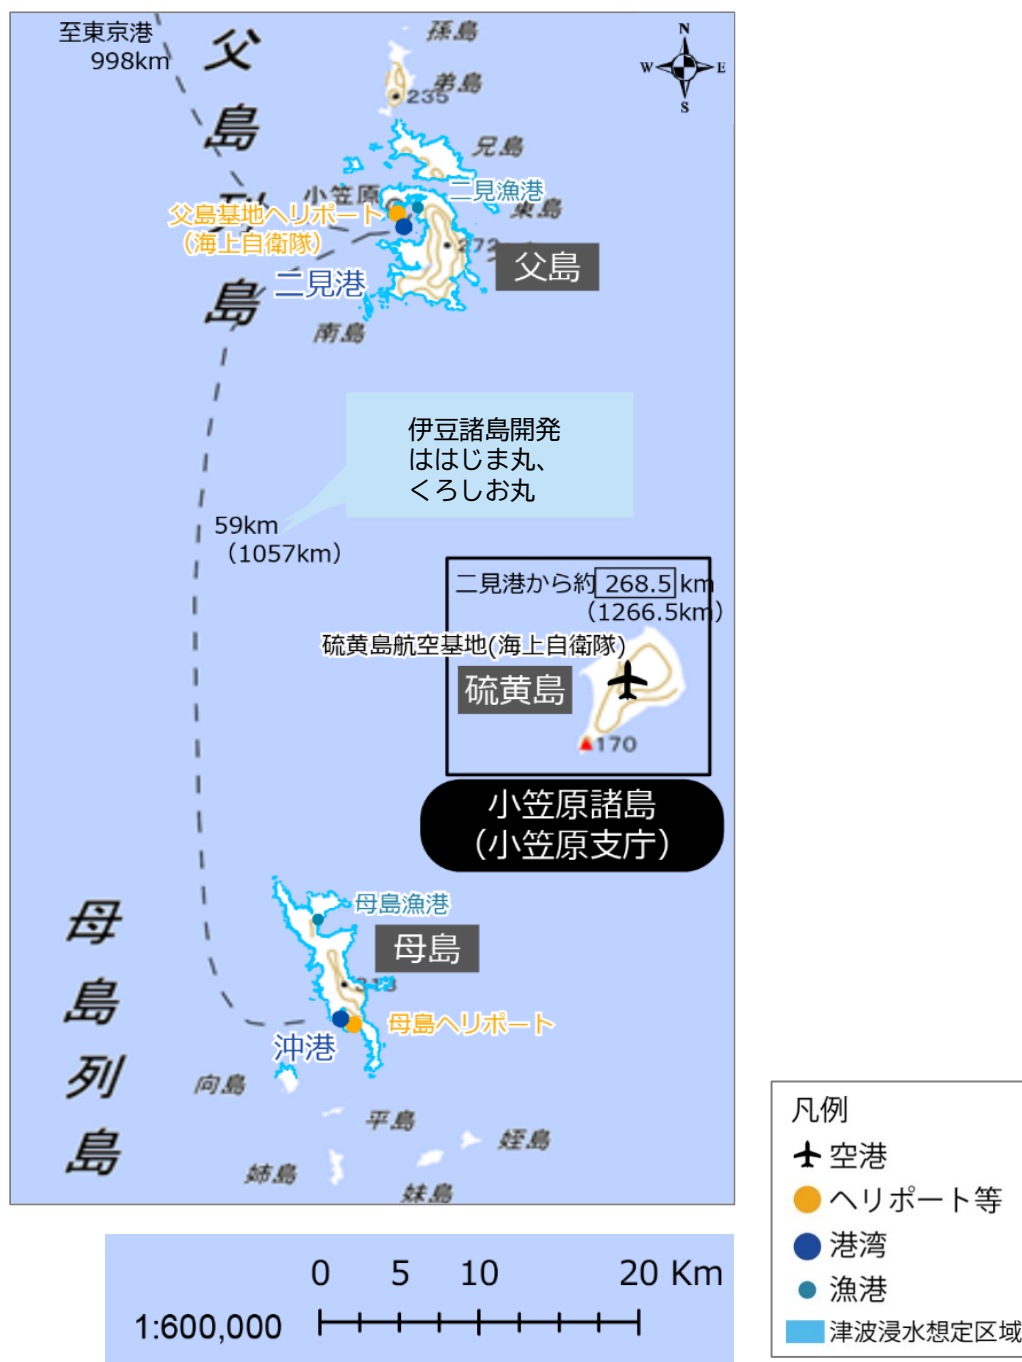 至東京港
998km
父島列島
孫島
弟島
235
兄島
二見漁港
小笠原
東島
父島基地ヘリポート
（海上自衛隊）
272
父島
二見港
南島
N
W
E
S
伊豆諸島開発
ははじま丸、
くろしお丸
59km
（1057km）
二見港から約 268.5 km
（1266.5km）
硫黄島航空基地(海上自衛隊)
硫黄島
170
小笠原諸島
（小笠原支庁）
母島列島
母島漁港
母島
母島ヘリポート
沖港
向島
平島
姪島
姉島
妹島
凡例
空港
ヘリポート等
港湾
漁港
津波浸水想定区域
0 5 10 20 Km
1:600,000